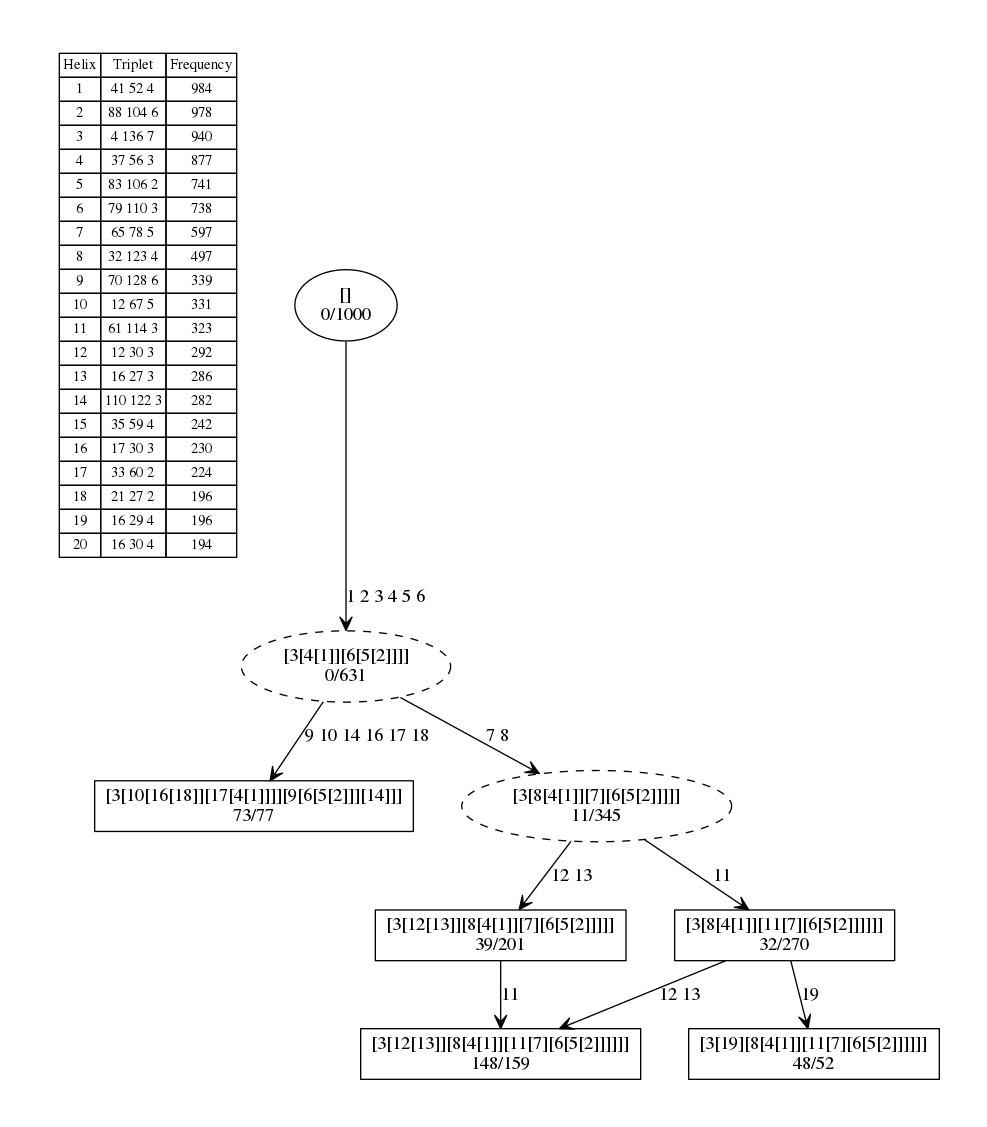 Helix Triplet Frequency
1 41 52 4 984
2 88 104 6 978
3 4 136 7 940
4 37 56 3 877
5 83 106 2 741
6 79 110 3 738
7 65 78 5 597
8 32 123 4 497
9 70 128 6 339
10 12 67 5 331
11 61 114 3 323
12 12 30 3 292
13 16 27 3 286
14 110 122 3 282
15 35 59 4 242
16 17 30 3 230
17 33 60 2 224
18 21 27 2 196
19 16 29 4 196
20 16 30 4 194
[]
0/1000
1 2 3 4 5 6
[3[4[1]][6[5[2]]]]
0/631
9 10 14 16 17 18
7 8
[3[10[16[18]][17[4[1]]]]][9[6[5[2]]][14]]]
73/77
[3[8[4[1]][7][6[5[2]]]]]
11/345
12 13
11
[3[12[13]][8[4[1]][7][6[5[2]]]]]
39/201
[3[8[4[1]][11[7][6[5[2]]]]]]
32/270
11
12 13
19
[3[12[13]][8[4[1]][11[7][6[5[2]]]]]]
148/159
[3[19][8[4[1]][11[7][6[5[2]]]]]]
48/52